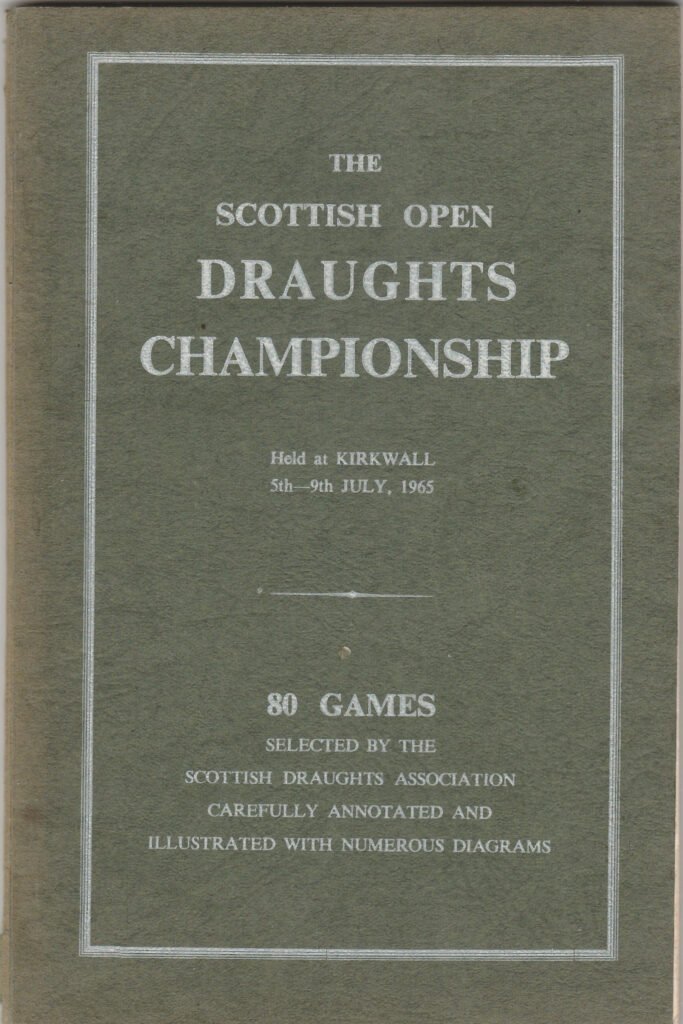 THE
SCOTTISH OPEN
DRAUGHTS
CHAMPIONSHIP
Held at KIRKWALL
5th—9th JULY, 1965
80 GAMES
SELECTED BY THE
SCOTTISH DRAUGHTS ASSOCIATION
CAREFULLY ANNOTATED AND
ILLUSTRATED WITH NUMEROUS DIAGRAMS